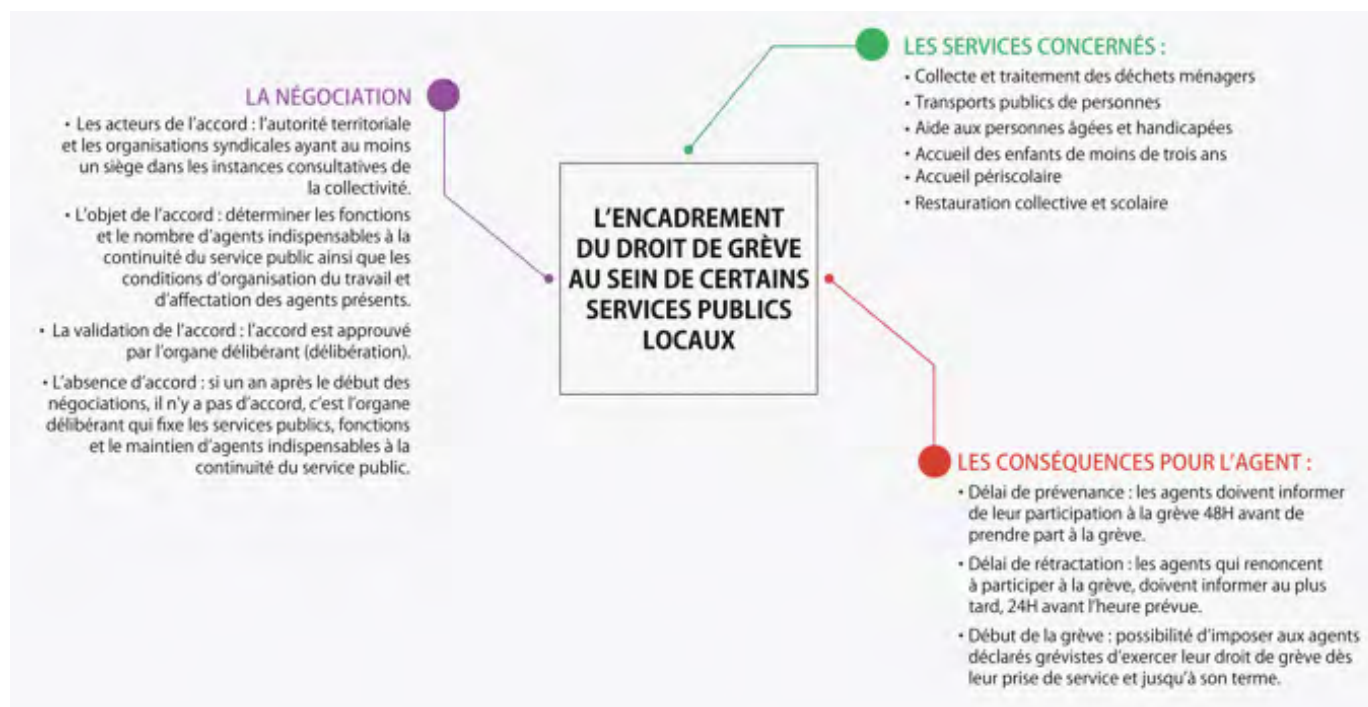 LA NÉGOCIATION
• Les acteurs de l'accord : l'autorité territoriale
et les organisations syndicales ayant au moins
un siège dans les instances consultatives de
la collectivité.
• L'objet de l'accord : déterminer les fonctions
et le nombre d'agents indispensables à la
continuité du service public ainsi que les
conditions d'organisation du travail et
d'affectation des agents présents.
• La validation de l'accord : l'accord est approuvé
par l'organe délibérant (délibération).
• L'absence d'accord : si un an après le début des
négociations, il n'y a pas d'accord, c'est l'organe
délibérant qui fixe les services publics, fonctions
et le maintien d'agents indispensables à la
continuité du service public.
L'ENCADREMENT
DU DROIT DE GRÈVE
AU SEIN DE CERTAINS
SERVICES PUBLICS
LOCAUX
LES SERVICES CONCERNÉS :
• Collecte et traitement des déchets ménagers
• Transports publics de personnes
• Aide aux personnes âgées et handicapées
• Accueil des enfants de moins de trois ans
• Accueil périscolaire
• Restauration collective et scolaire
LES CONSÉQUENCES POUR L'AGENT :
• Délai de prévenance : les agents doivent informer
de leur participation à la grève 48H avant de
prendre part à la grève.
• Délai de rétractation : les agents qui renoncent
à participer à la grève, doivent informer au plus
tard, 24H avant l'heure prévue.
• Début de la grève : possibilité d'imposer aux agents
déclarés grévistes d'exercer leur droit de grève dès
leur prise de service et jusqu'à son terme.